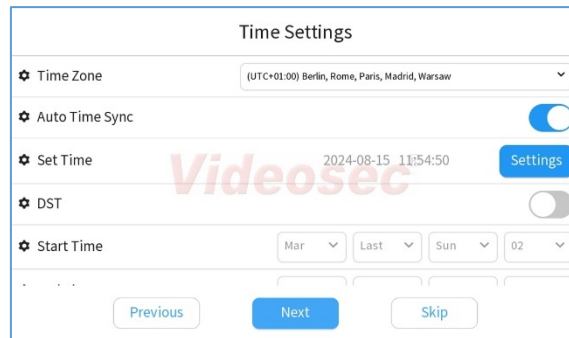 Time Settings
Time Zone
(UTC+01:00) Berlin, Rome, Paris, Madrid, Warsaw
Auto Time Sync
Set Time
2024-08-15 11:54:50
Settings
Videosec
DST
Start Time
Mar
Last
Sun
02
Previous
Next
Skip